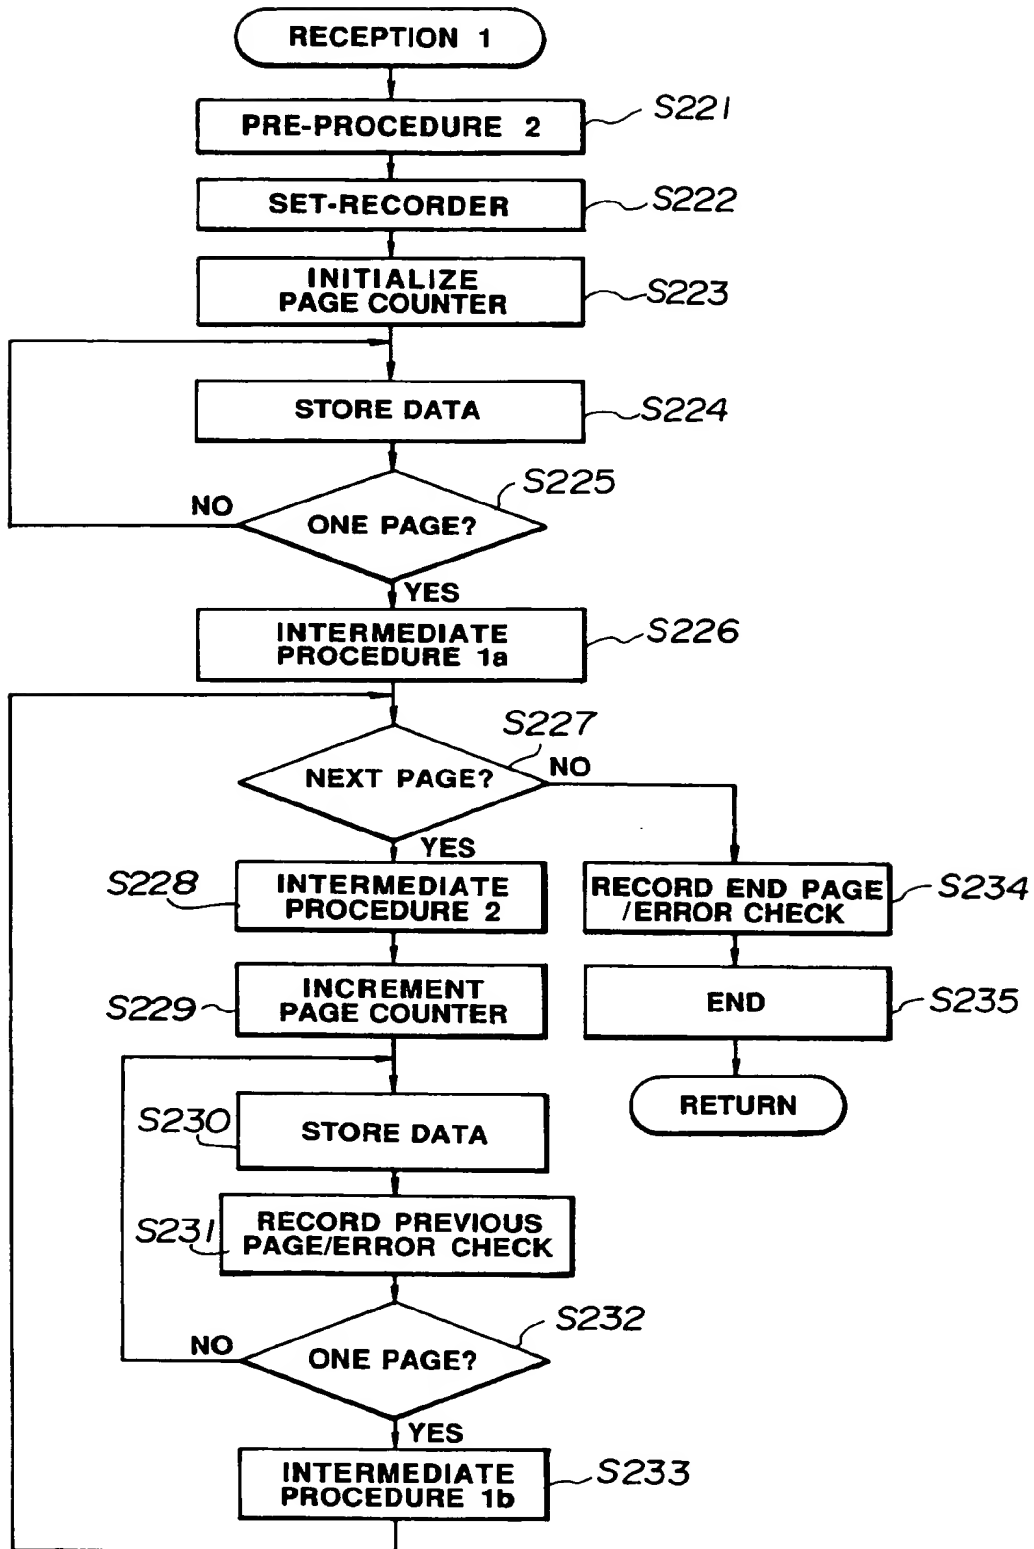 RECEPTION 1
PRE-PROCEDURE 2
S221
SET-RECORDER
S222
INITIALIZE
PAGE COUNTER
S223
STORE DATA
S224
S225
NO
ONE PAGE?
YES
INTERMEDIATE
PROCEDURE 1a
S226
S227
NEXT PAGE?
NO
YES
S228
INTERMEDIATE
PROCEDURE 2
RECORD END PAGE
/ERROR CHECK
S234
S229
INCREMENT
PAGE COUNTER
END
S235
RETURN
S230
STORE DATA
S231
RECORD PREVIOUS
PAGE/ERROR CHECK
S232
NO
ONE PAGE?
YES
INTERMEDIATE
PROCEDURE 1b
S233